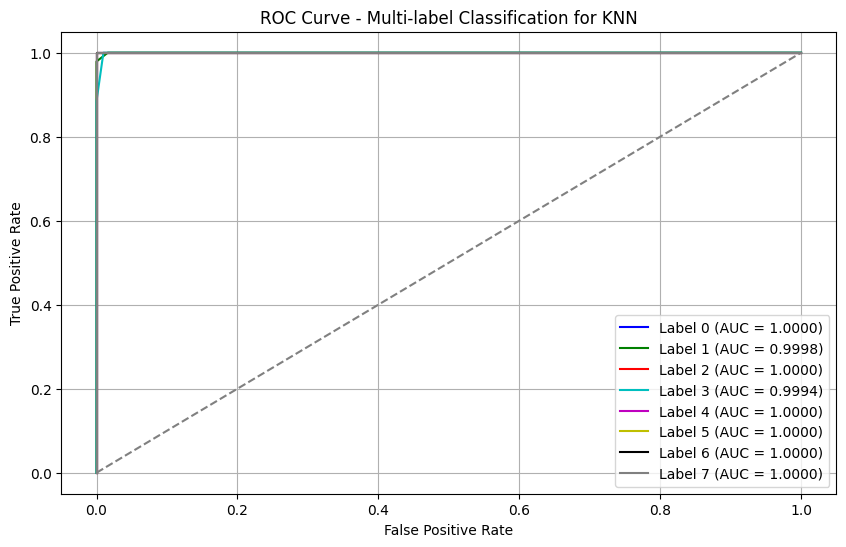 ROC Curve - Multi-label Classification for KNN
True Positive Rate
1.0
0.8
0.6
0.4
0.2
0.0
Label 0 (AUC = 1.0000)
Label 1 (AUC = 0.9998)
Label 2 (AUC = 1.0000)
Label 3 (AUC = 0.9994)
Label 4 (AUC = 1.0000)
Label 5 (AUC = 1.0000)
Label 6 (AUC = 1.0000)
Label 7 (AUC = 1.0000)
0.0 0.2 0.4 0.6 0.8 1.0
False Positive Rate